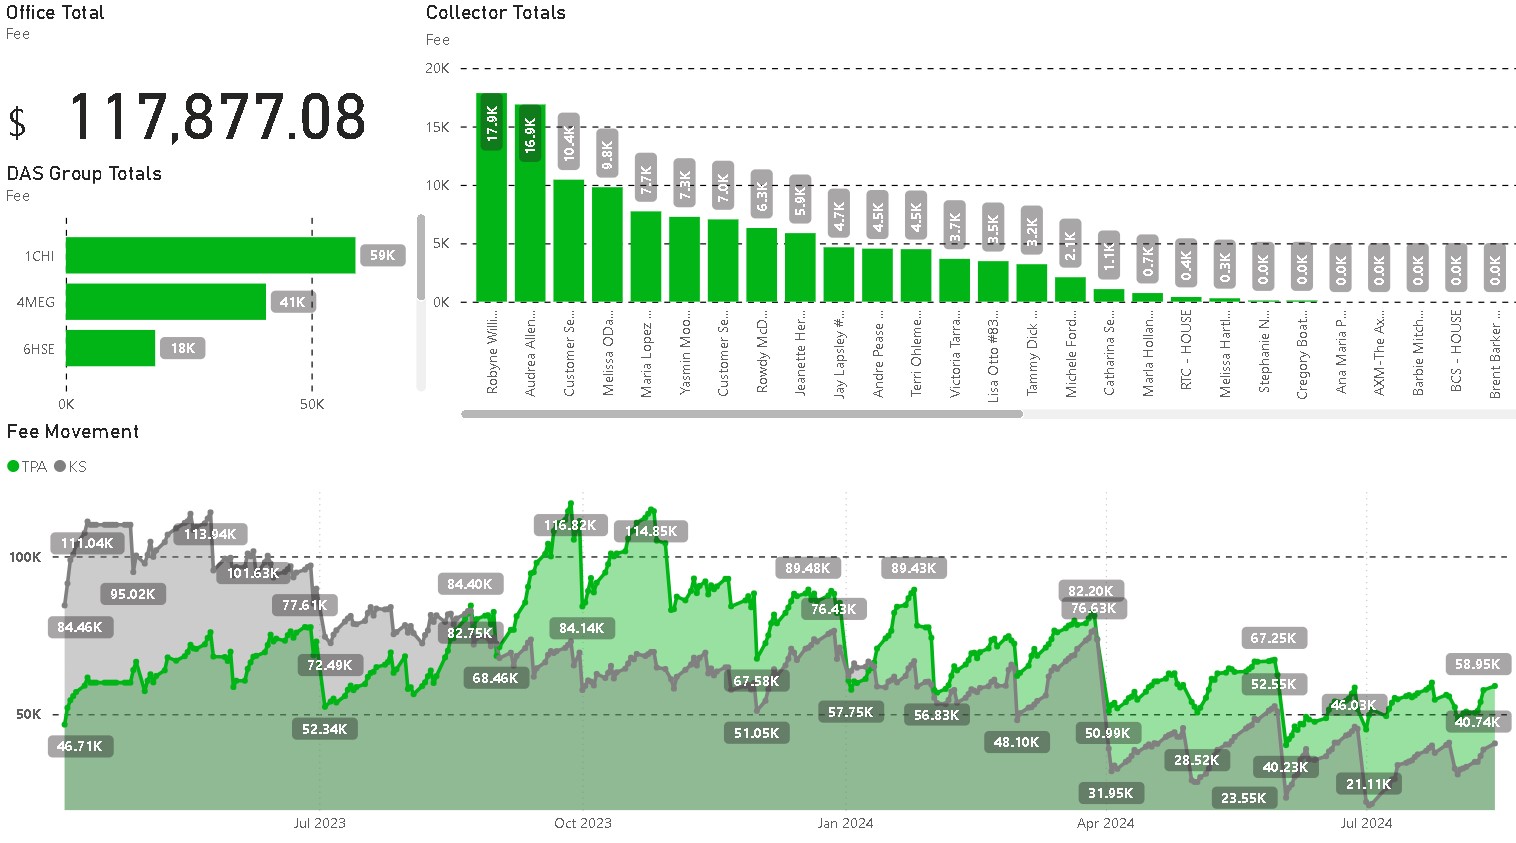 Office Total
Fee
$ 117,877.08
DAS Group Totals
Fee
1CHI 59K
4MEG 41K
6HSE 18K
0K 50K
Collector Totals
Fee
20K
15K
10K
5K
0K
17.9K 16.9K 10.4K 9.8K 7.7K 7.3K 7.0K 6.3K 5.9K 4.7K 4.5K 4.5K 3.7K 3.5K 3.2K 2.1K 1.1K 0.7K 0.4K 0.3K 0.0K 0.0K 0.0K 0.0K 0.0K 0.0K 0.0K
Robyne Willi...
Audrea Allen...
Customer Se...
Melissa ODa...
Maria Lopez ...
Yasmin Moo...
Customer Se...
Rowdy McD...
Jeanette Her...
Jay Lapsley #...
Andre Pease ...
Terri Ohleme...
Victoria Tarra...
Lisa Otto #83...
Tammy Dick ...
Michele Ford...
Catharina Se...
Marla Hollan...
RTC - HOUSE
Melissa Hartl...
Stephanie N...
Gregory Boat...
Ana Maria P...
AXM-The Ax...
Barbie Mitch...
BCS - HOUSE
Brent Barker ...
Fee Movement
TPA KS
100K
50K
111.04K
84.46K
46.71K
95.02K
113.94K
101.63K
77.61K
72.49K
52.34K
84.40K
82.75K
68.46K
116.82K
84.14K
114.85K
67.58K
51.05K
89.48K
76.43K
57.75K
89.43K
56.83K
48.10K
82.20K
76.63K
50.99K
31.95K
28.52K
23.55K
67.25K
52.55K
40.23K
46.03K
21.11K
58.95K
40.74K
Jul 2023 Oct 2023 Jan 2024 Apr 2024 Jul 2024